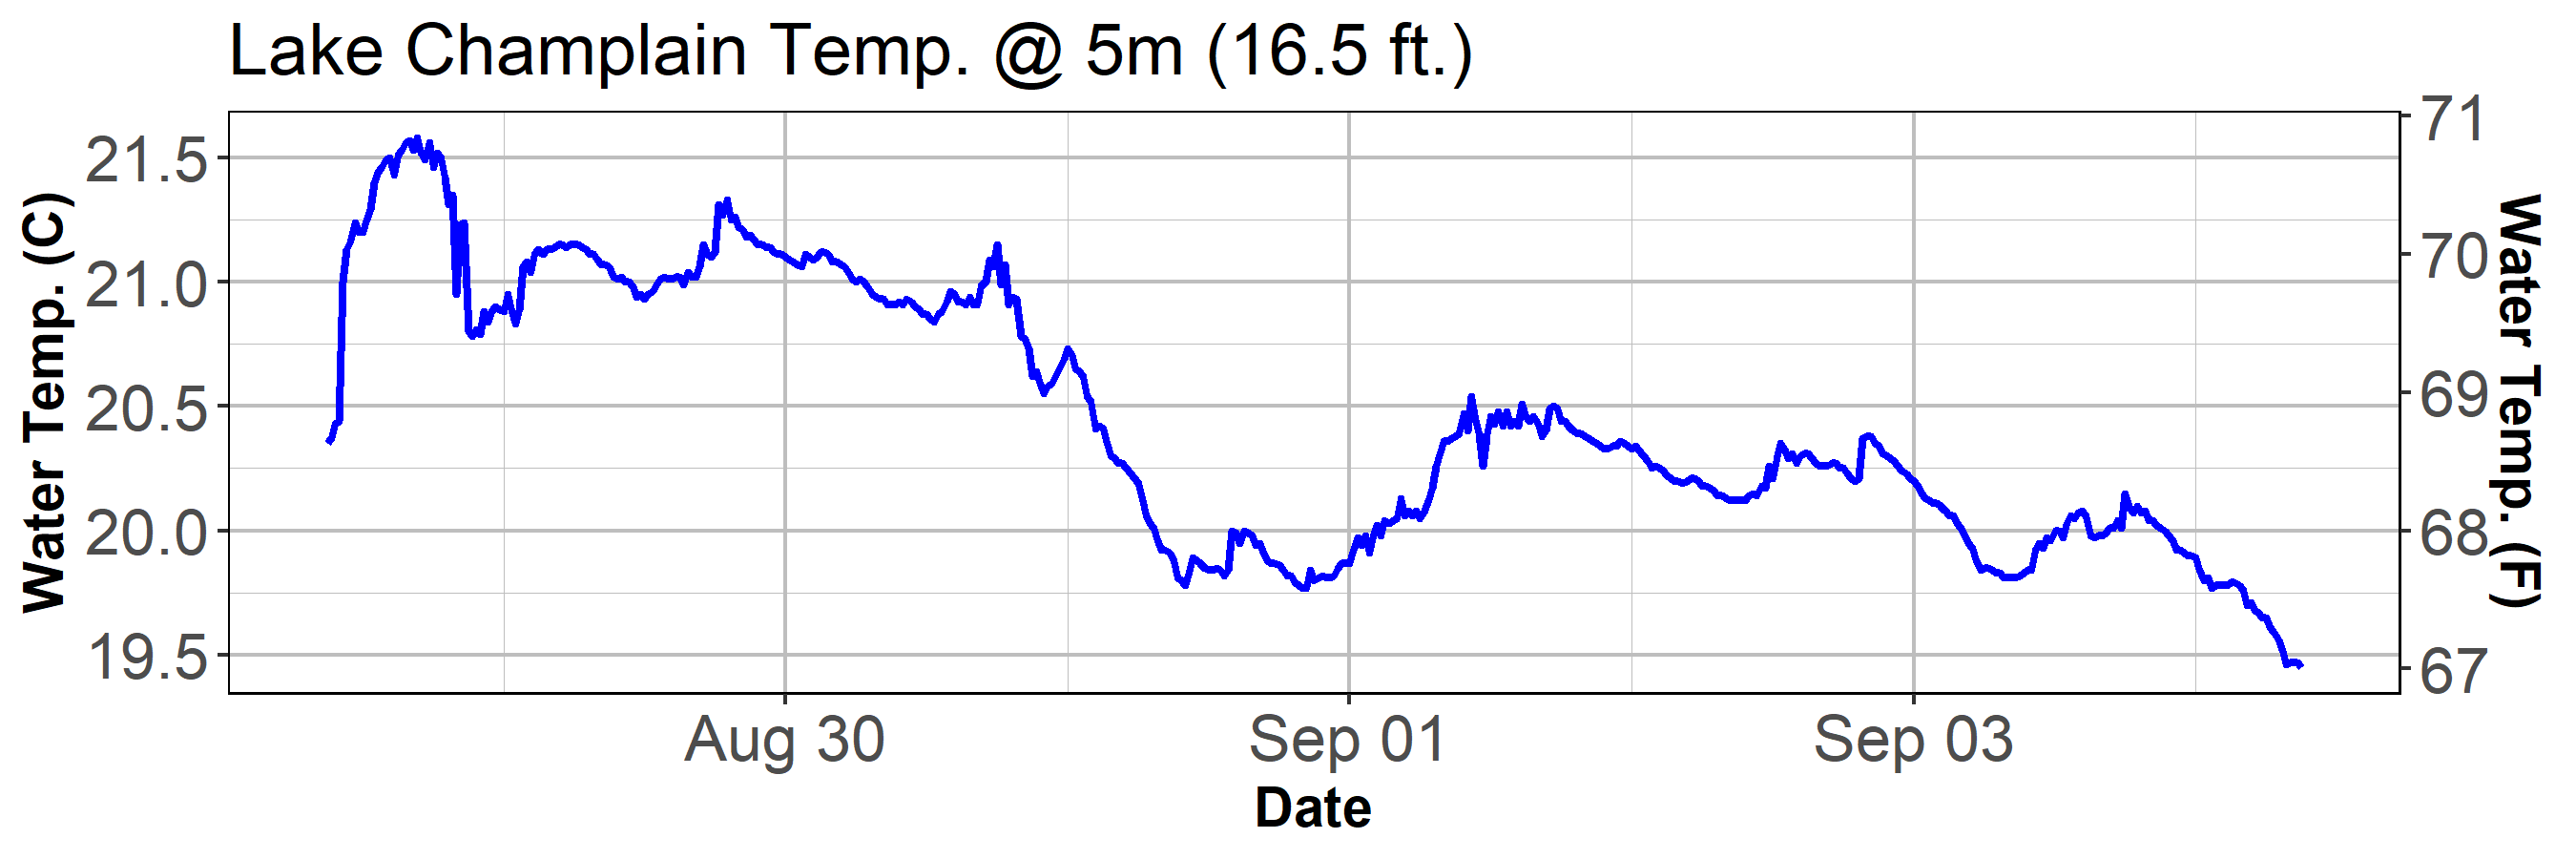 Lake Champlain Temp. @ 5m (16.5 ft.)
Water Temp. (C)
21.5
21.0
20.5
20.0
19.5
71
70
69
68
67
Water Temp. (F)
Aug 30 Sep 01 Sep 03
Date